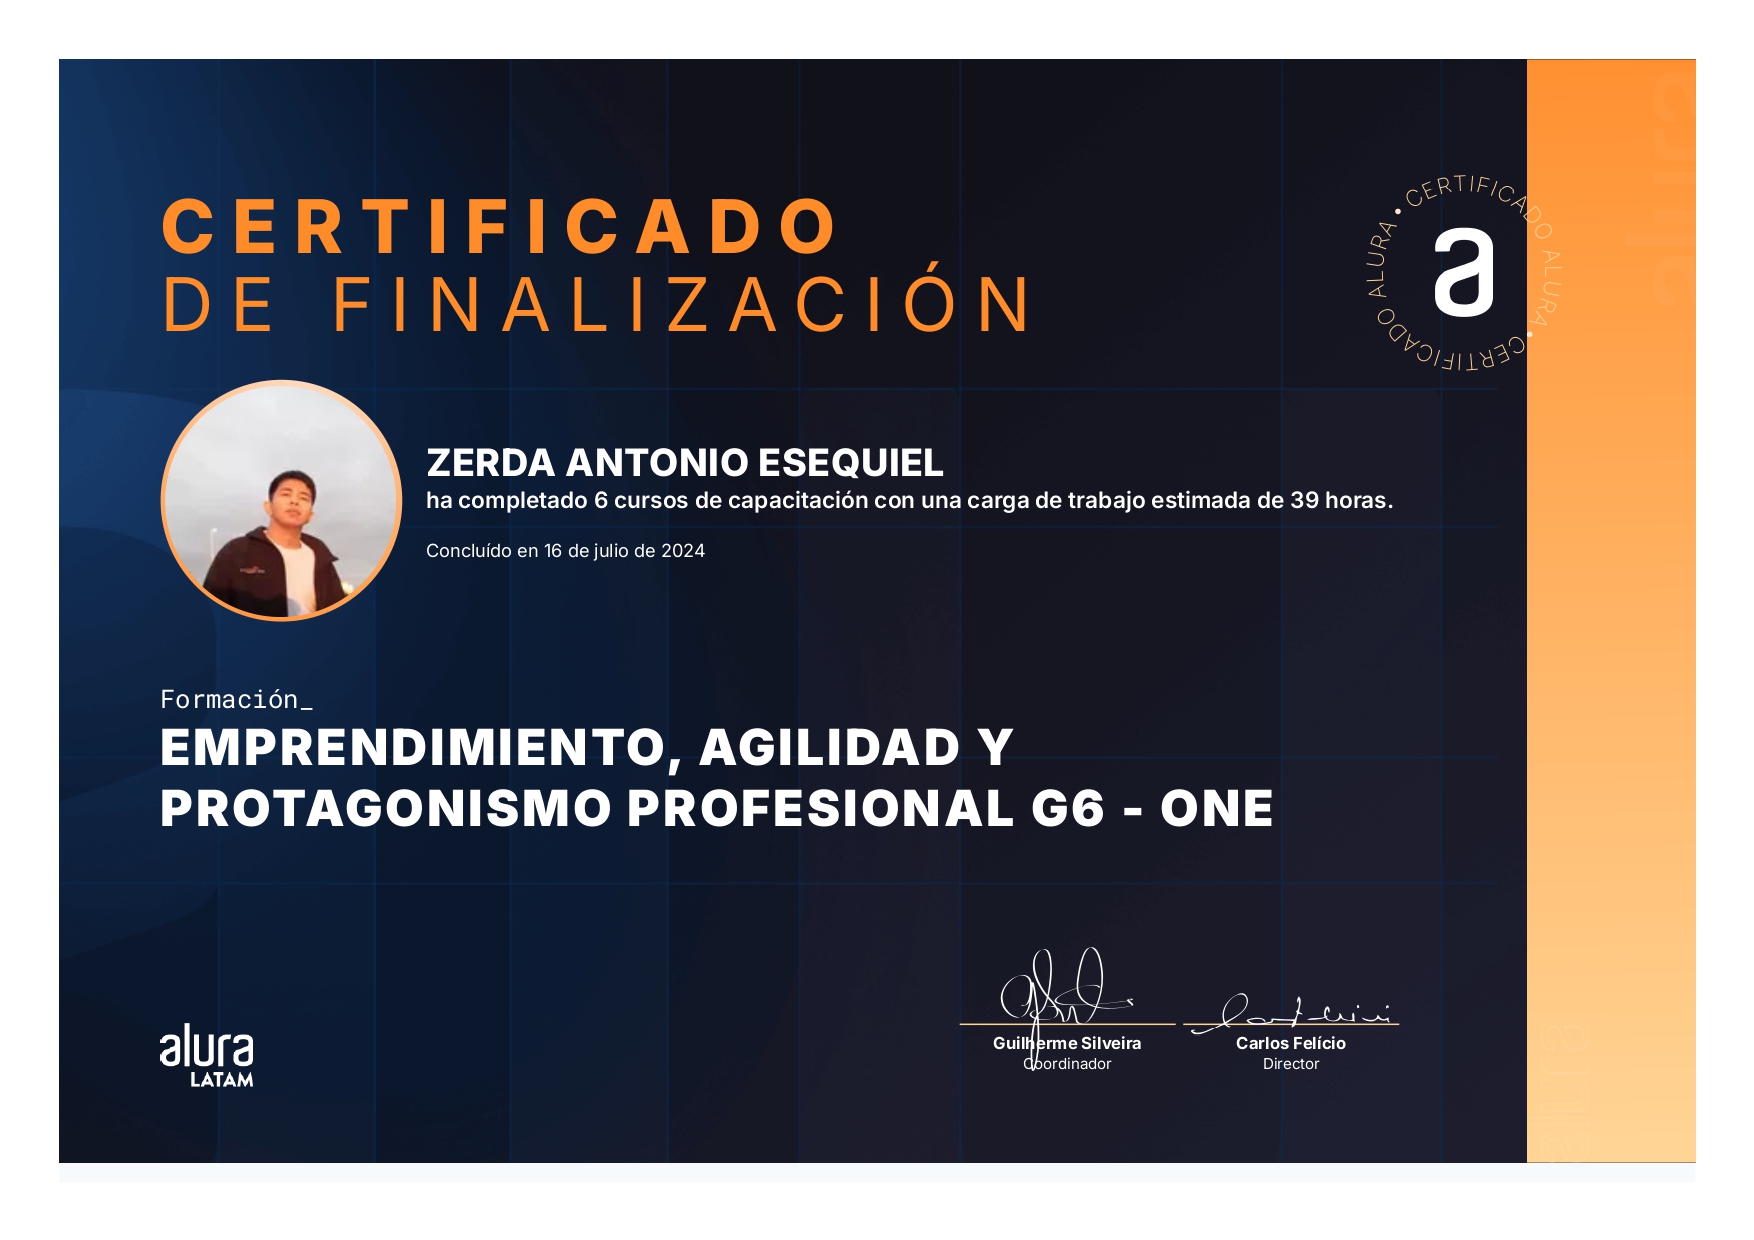 CERTIFICADO
DE FINALIZACIÓN
CERTIFICADO ALURA • CERTIFICADO ALURA •
a
ZERDA ANTONIO ESEQUIEL
ha completado 6 cursos de capacitación con una carga de trabajo estimada de 39 horas.
Concluído en 16 de julio de 2024
Formación_
EMPRENDIMIENTO, AGILIDAD Y
PROTAGONISMO PROFESIONAL G6 - ONE
Guilherme Silveira
Coordinador
Carlos Felício
Director
alura
LATAM
alura
alura